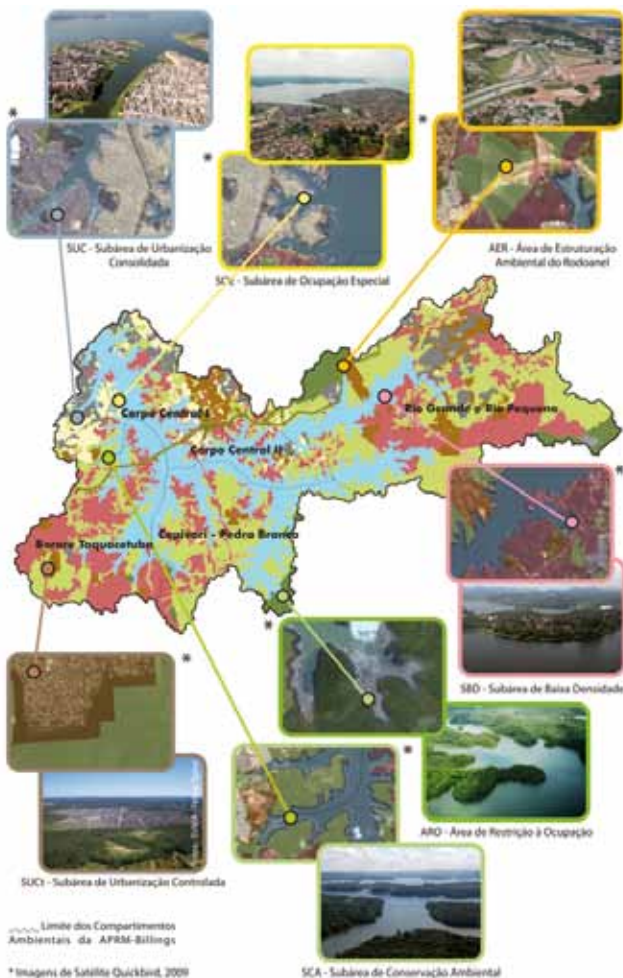 *
*
*
SUC - Subárea de Urbanização
Consolidada
- Subárea de Ocupação Especial
AER - Área de Estruturação
Ambiental do Rodoanel
Corpo Central I
Rio Grande e Rio Pequeno
Corpo Central II
Capivari - Pedra Branca
Bororé Taquacetuba
*
SBD - Subárea de Baixa Densidade
*
*
*
ARO - Área de Restrição à Ocupação
SUCt - Subárea de Urbanização Controlada
Limite dos Compartimentos
Ambientais da APRM-Billings
* Imagens de Satélite Quickbird, 2009
SCA - Subárea de Conservação Ambiental